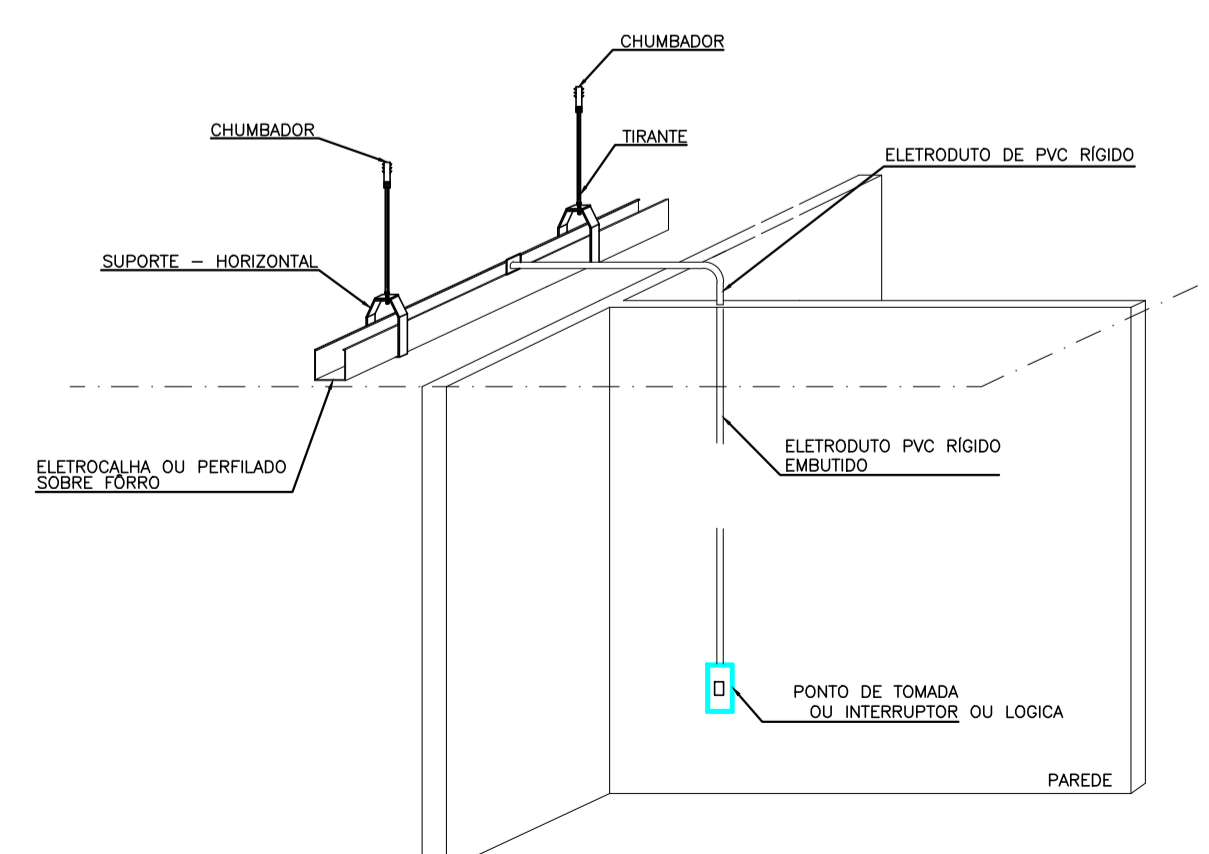 CHUMBADOR
CHUMBADOR
TIRANTE
ELETRODUTO DE PVC RÍGIDO
SUPORTE – HORIZONTAL
ELETROCALHA OU PERFILADO
SOBRE FÔRRO
ELETRODUTO PVC RÍGIDO
EMBUTIDO
PONTO DE TOMADA
OU INTERRUPTOR OU LOGICA
PAREDE